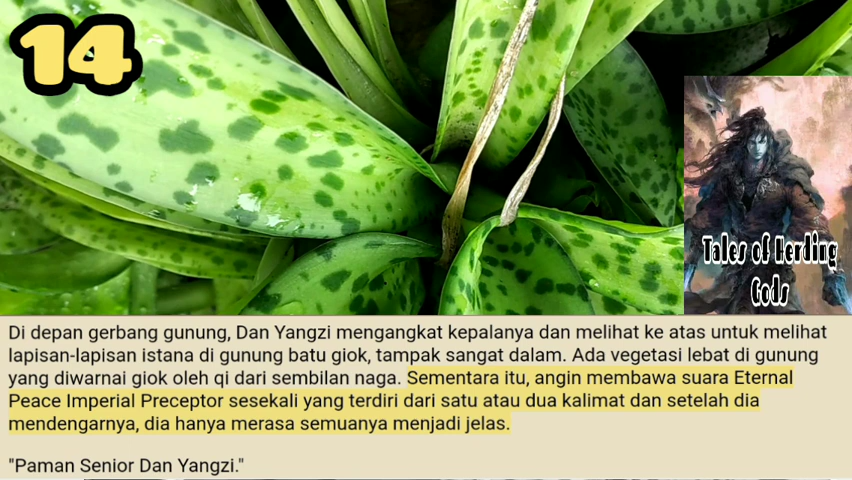 14
Tales of Herding
Gods
Di depan gerbang gunung, Dan Yangzi mengangkat kepalanya dan melihat ke atas untuk melihat
lapisan-lapisan istana di gunung batu giok, tampak sangat dalam. Ada vegetasi lebat di gunung
yang diwarnai giok oleh qi dari sembilan naga. Sementara itu, angin membawa suara Eternal
Peace Imperial Preceptor sesekali yang terdiri dari satu atau dua kalimat dan setelah dia
mendengarnya, dia hanya merasa semuanya menjadi jelas.
"Paman Senior Dan Yangzi."